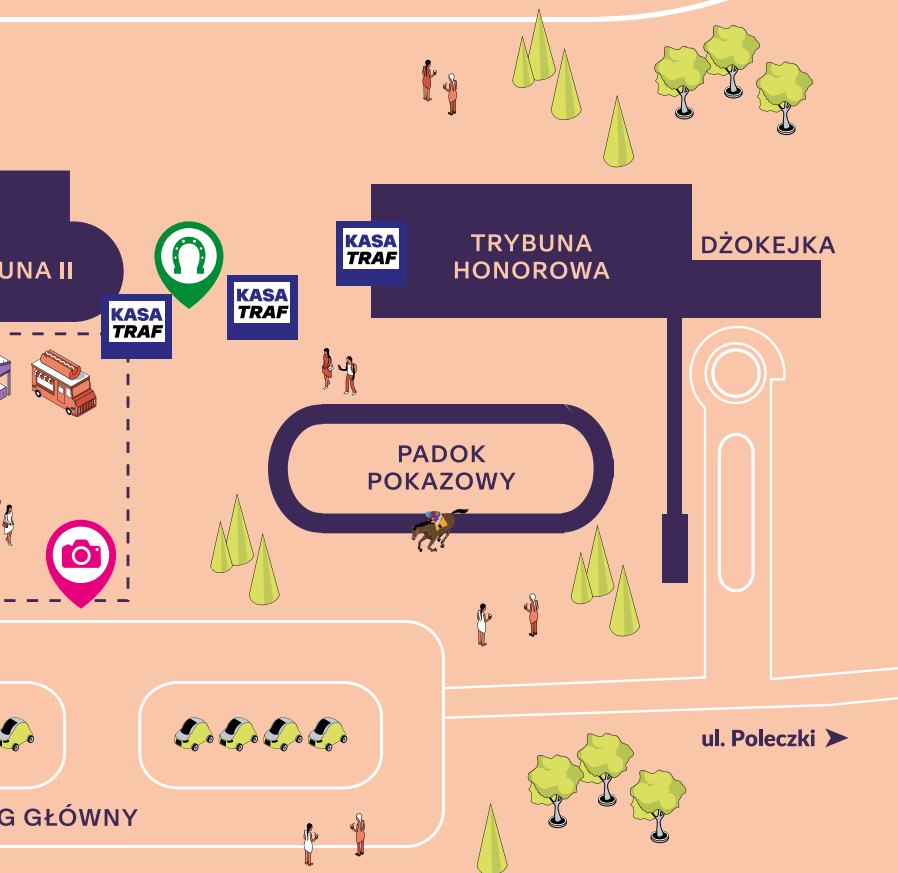 TRYBUNA
HONOROWA
DŻOKEJKA
KASA
TRAF
UNA II
KASA
TRAF
KASA
TRAF
PADOK
POKAZOWY
ul. Poleczki
G GŁÓWNY